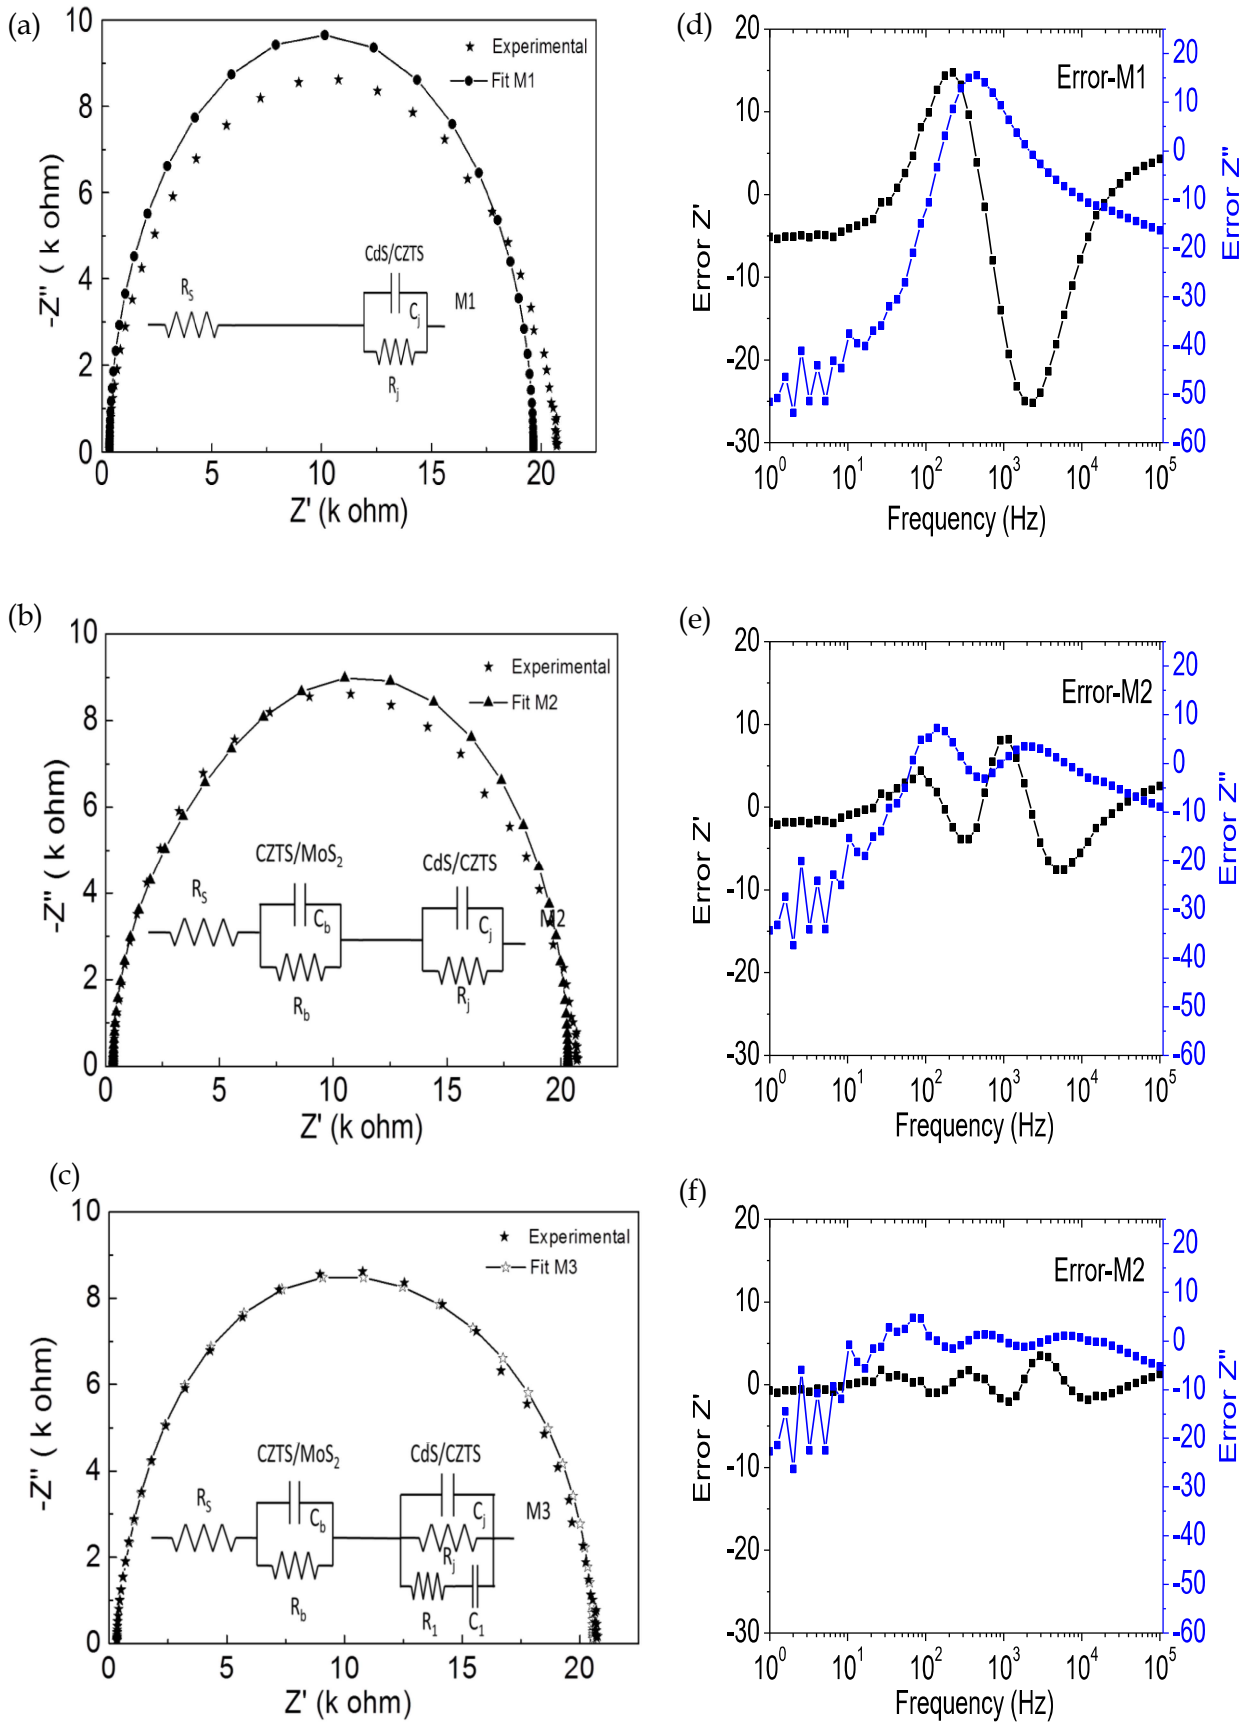 (a)
10
8
6
4
2
0
-Z" ( k ohm)
Experimental
Fit M1
CdS/CZTS
R_s
C_j
M1
R_j
0 5 10 15 20
Z' (k ohm)
(d)
20
10
0
-10
-20
-30
Error Z'
Error-M1
20
10
0
-10
-20
-30
-40
-50
-60
Error Z"
10^0 10^1 10^2 10^3 10^4 10^5
Frequency (Hz)
(b)
10
8
6
4
2
0
-Z" ( k ohm)
Experimental
Fit M2
CZTS/MoS_2
CdS/CZTS
R_s
C_b
C_j
M2
R_b
R_j
0 5 10 15 20
Z' (k ohm)
(e)
20
10
0
-10
-20
-30
Error Z'
Error-M2
20
10
0
-10
-20
-30
-40
-50
-60
Error Z"
10^0 10^1 10^2 10^3 10^4 10^5
Frequency (Hz)
(c)
10
8
6
4
2
0
-Z" ( k ohm)
Experimental
Fit M3
CZTS/MoS_2
CdS/CZTS
R_s
C_b
C_j
M3
R_j
R_b
R_1
C_1
0 5 10 15 20
Z' (k ohm)
(f)
20
10
0
-10
-20
-30
Error Z'
Error-M2
20
10
0
-10
-20
-30
-40
-50
-60
Error Z"
10^0 10^1 10^2 10^3 10^4 10^5
Frequency (Hz)